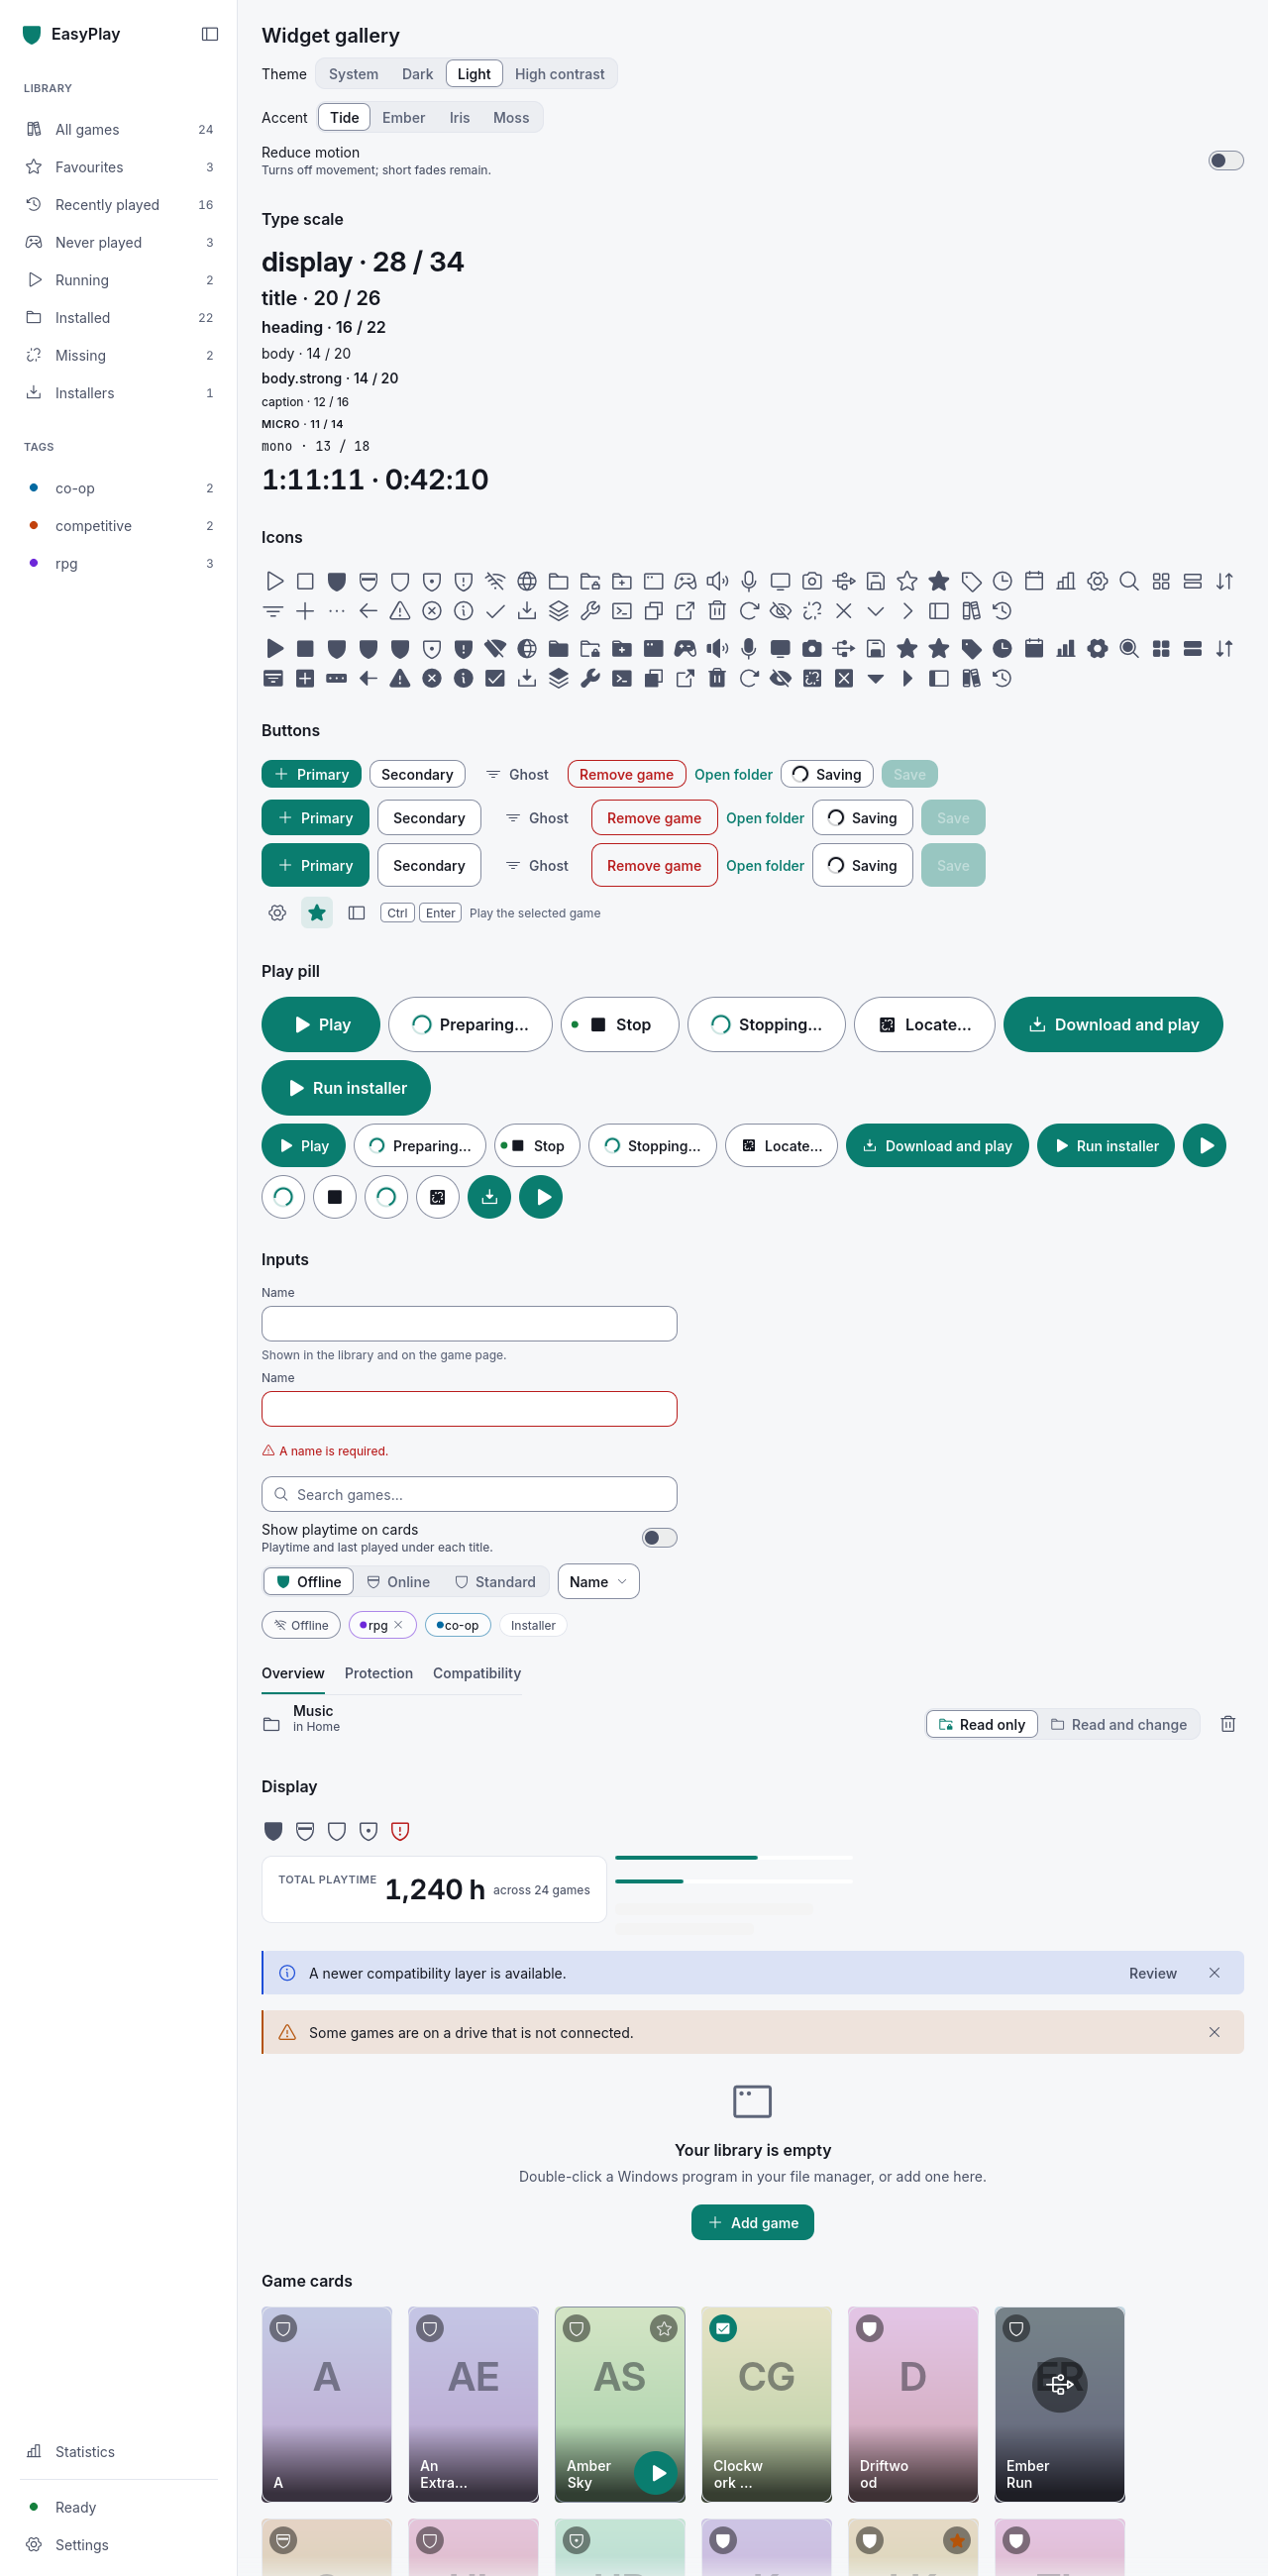 EasyPlay
LIBRARY
All games 24
Favourites 3
Recently played 16
Never played 3
Running 2
Installed 22
Missing 2
Installers 1
TAGS
co-op 2
competitive 2
rpg 3
Statistics
Ready
Settings
Widget gallery
Theme System Dark Light High contrast
Accent Tide Ember Iris Moss
Reduce motion
Turns off movement; short fades remain.
Type scale
display · 28 / 34
title · 20 / 26
heading · 16 / 22
body · 14 / 20
body.strong · 14 / 20
caption · 12 / 16
MICRO · 11 / 14
mono · 13 / 18
1:11:11 · 0:42:10
Icons
Buttons
Primary Secondary Ghost Remove game Open folder Saving Save
Primary Secondary Ghost Remove game Open folder Saving Save
Primary Secondary Ghost Remove game Open folder Saving Save
Ctrl Enter Play the selected game
Play pill
Play Preparing... Stop Stopping... Locate... Download and play
Run installer
Play Preparing... Stop Stopping... Locate... Download and play Run installer
Inputs
Name
Shown in the library and on the game page.
Name
A name is required.
Search games...
Show playtime on cards
Playtime and last played under each title.
Offline Online Standard Name
Offline rpg co-op Installer
Overview Protection Compatibility
Music
in Home
Read only Read and change
Display
TOTAL PLAYTIME 1,240 h across 24 games
A newer compatibility layer is available. Review
Some games are on a drive that is not connected.
Your library is empty
Double-click a Windows program in your file manager, or add one here.
Add game
Game cards
A AE AS CG D ER
A
An
Extra...
Amber
Sky
Clockw
ork ...
Driftwo
od
Ember
Run